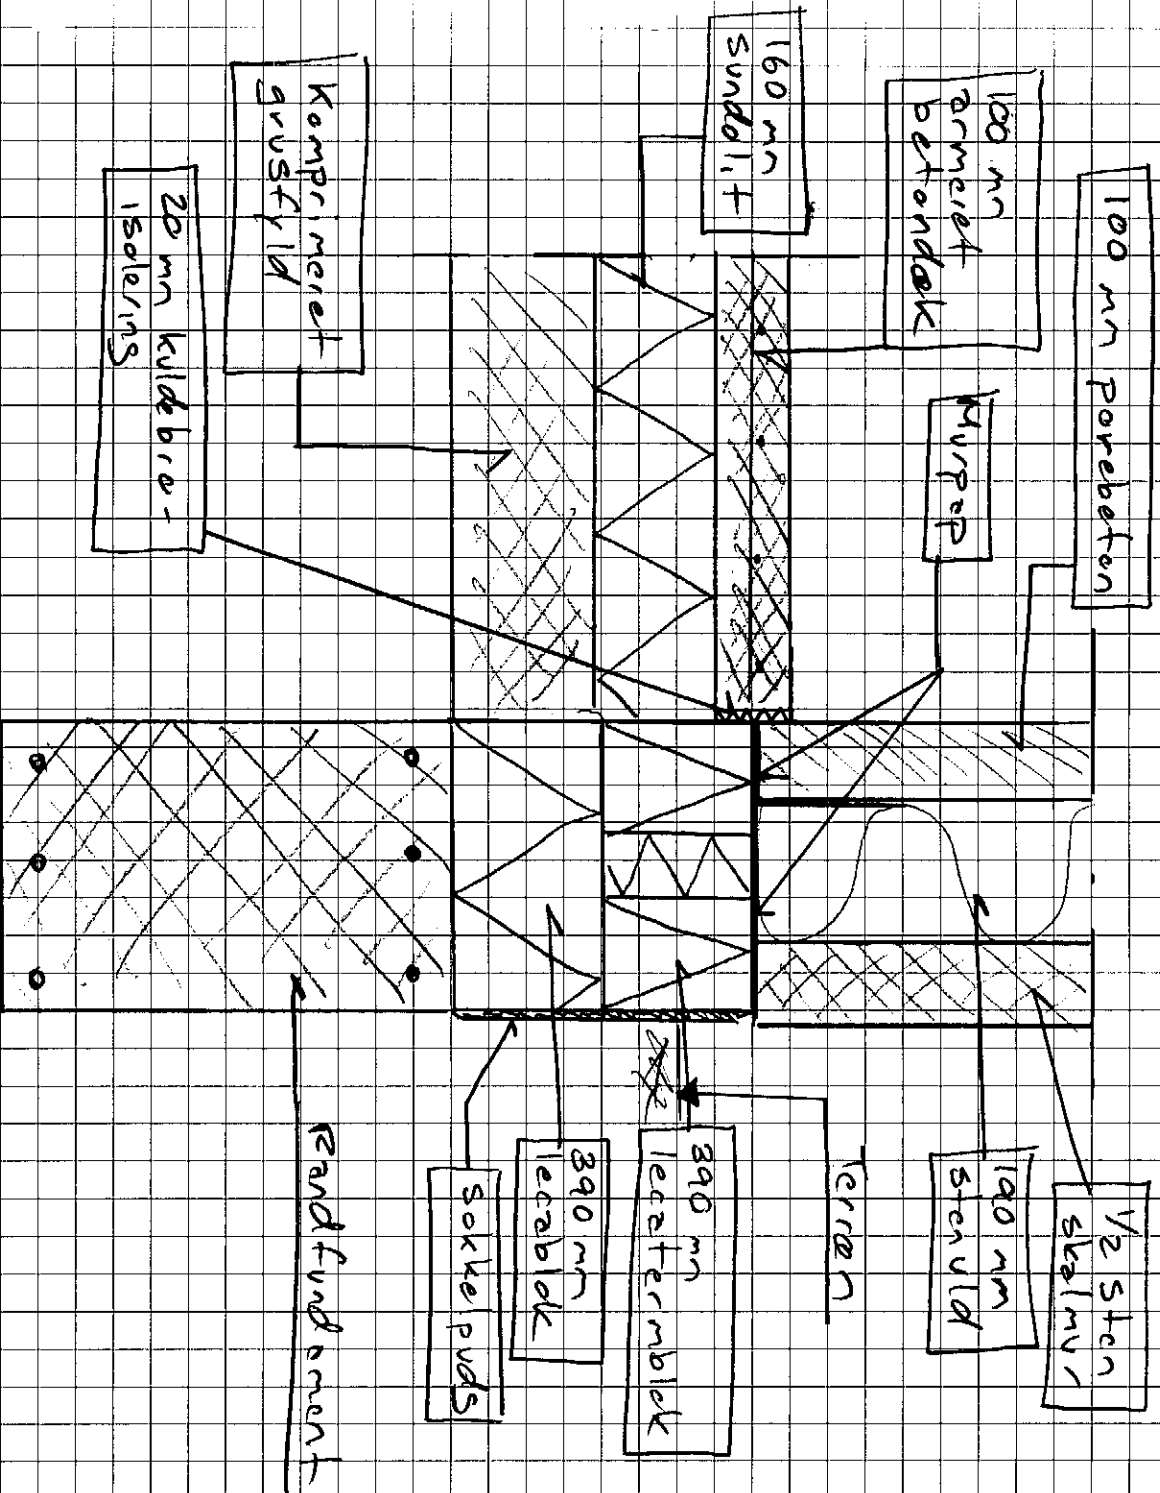 100 mm porebeton
100 mm
armeret
betondæk
Murpap
160 mm
sundolit
Komprimeret
grusfyld
20 mm kuldebro-
isolering
1/2 sten
skalmur
190 mm
stenuld
Terræn
390 mm
lecatermblok
390 mm
lecablok
sokkelpuds
Randfundament